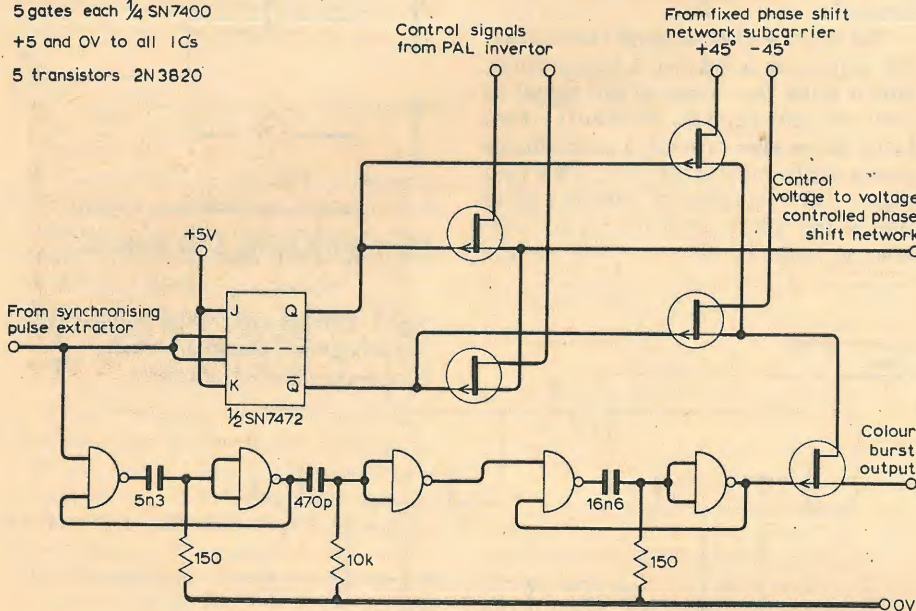 5 gates each ¼ SN7400
+5 and 0V to all ICs
5 transistors 2N3820
Control signals
from PAL invertor
From fixed phase shift
network subcarrier
+45° -45°
Control
voltage to voltage
controlled phase
shift network
+5V
From synchronising
pulse extractor
J
Q
K
Q̅
½ SN7472
Colour
burst
output
5n3
470p
16n6
150
10k
150
0V